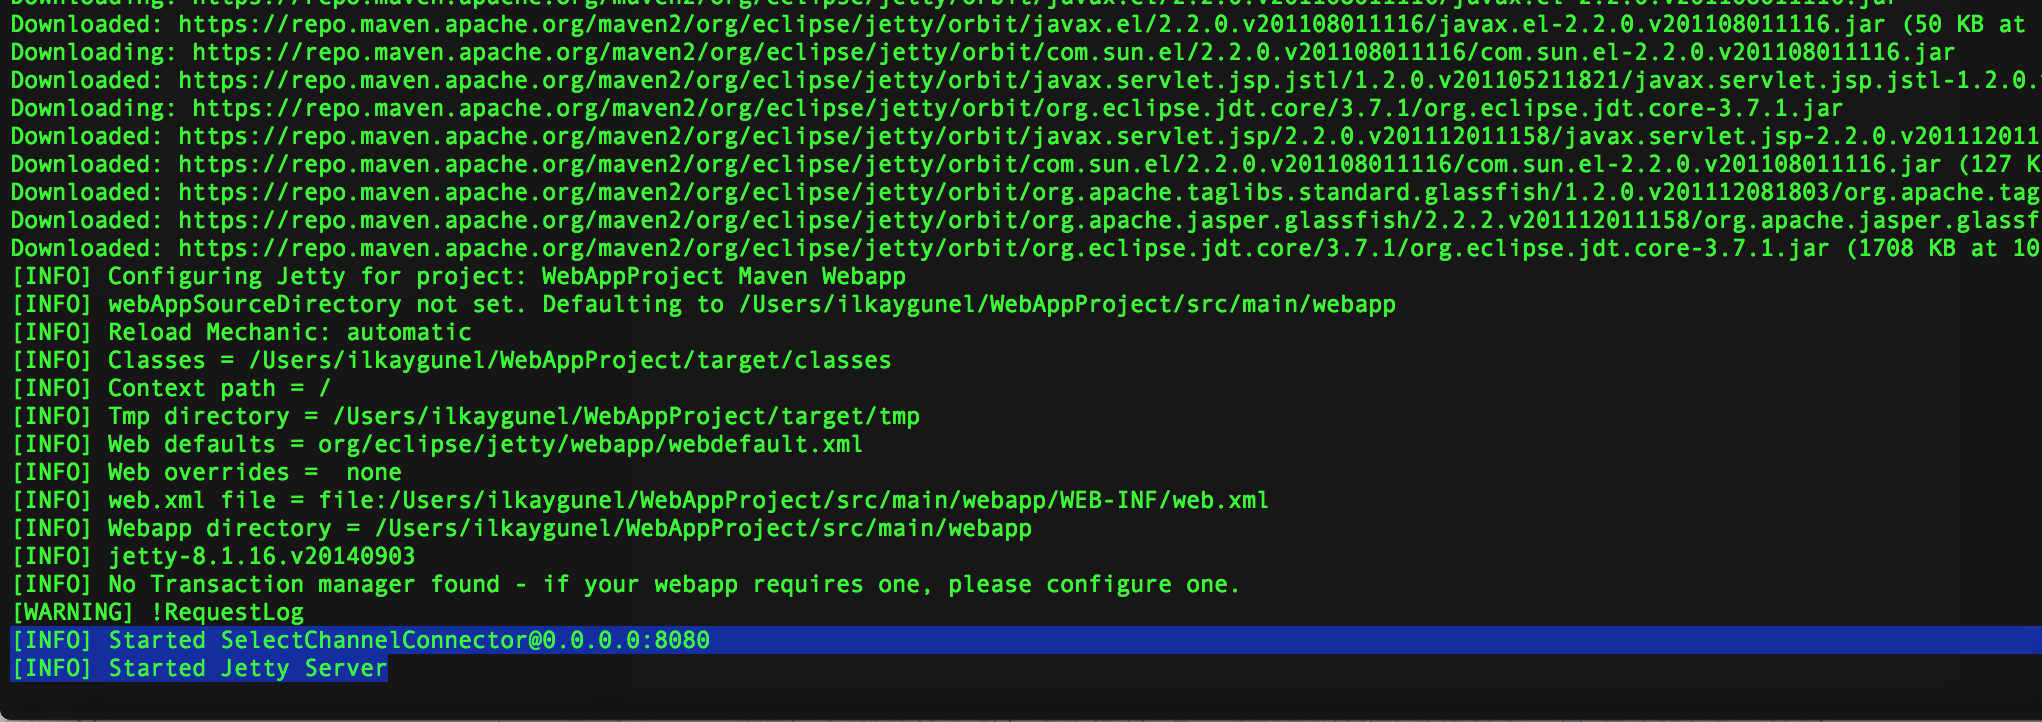 Downloading: https://repo.maven.apache.org/maven2/org/eclipse/jetty/orbit/javax.el/2.2.0.v201108011116/javax.el-2.2.0.v201108011116.jar
Downloaded: https://repo.maven.apache.org/maven2/org/eclipse/jetty/orbit/javax.el/2.2.0.v201108011116/javax.el-2.2.0.v201108011116.jar (50 KB at
Downloading: https://repo.maven.apache.org/maven2/org/eclipse/jetty/orbit/com.sun.el/2.2.0.v201108011116/com.sun.el-2.2.0.v201108011116.jar
Downloaded: https://repo.maven.apache.org/maven2/org/eclipse/jetty/orbit/javax.servlet.jsp.jstl/1.2.0.v201105211821/javax.servlet.jsp.jstl-1.2.0.
Downloading: https://repo.maven.apache.org/maven2/org/eclipse/jetty/orbit/org.eclipse.jdt.core/3.7.1/org.eclipse.jdt.core-3.7.1.jar
Downloaded: https://repo.maven.apache.org/maven2/org/eclipse/jetty/orbit/javax.servlet.jsp/2.2.0.v201112011158/javax.servlet.jsp-2.2.0.v201112011
Downloaded: https://repo.maven.apache.org/maven2/org/eclipse/jetty/orbit/com.sun.el/2.2.0.v201108011116/com.sun.el-2.2.0.v201108011116.jar (127 K
Downloaded: https://repo.maven.apache.org/maven2/org/eclipse/jetty/orbit/org.apache.taglibs.standard.glassfish/1.2.0.v201112081803/org.apache.tag
Downloaded: https://repo.maven.apache.org/maven2/org/eclipse/jetty/orbit/org.apache.jasper.glassfish/2.2.2.v201112011158/org.apache.jasper.glassf
Downloaded: https://repo.maven.apache.org/maven2/org/eclipse/jetty/orbit/org.eclipse.jdt.core/3.7.1/org.eclipse.jdt.core-3.7.1.jar (1708 KB at 10
[INFO] Configuring Jetty for project: WebAppProject Maven Webapp
[INFO] webAppSourceDirectory not set. Defaulting to /Users/ilkaygunel/WebAppProject/src/main/webapp
[INFO] Reload Mechanic: automatic
[INFO] Classes = /Users/ilkaygunel/WebAppProject/target/classes
[INFO] Context path = /
[INFO] Tmp directory = /Users/ilkaygunel/WebAppProject/target/tmp
[INFO] Web defaults = org/eclipse/jetty/webapp/webdefault.xml
[INFO] Web overrides =  none
[INFO] web.xml file = file:/Users/ilkaygunel/WebAppProject/src/main/webapp/WEB-INF/web.xml
[INFO] Webapp directory = /Users/ilkaygunel/WebAppProject/src/main/webapp
[INFO] jetty-8.1.16.v20140903
[INFO] No Transaction manager found - if your webapp requires one, please configure one.
[WARNING] !RequestLog
[INFO] Started SelectChannelConnector@0.0.0.0:8080
[INFO] Started Jetty Server